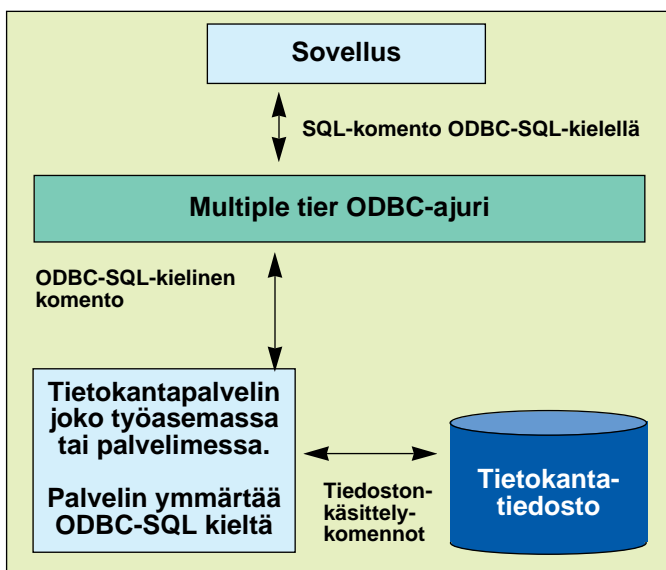 Sovellus
SQL-komento ODBC-SQL-kielellä
Multiple tier ODBC-ajuri
ODBC-SQL-kielinen
komento
Tietokantapalvelin
joko työasemassa
tai palvelimessa.
Palvelin ymmärtää
ODBC-SQL kieltä
Tiedoston-
käsittely-
komennot
Tietokanta-
tiedosto